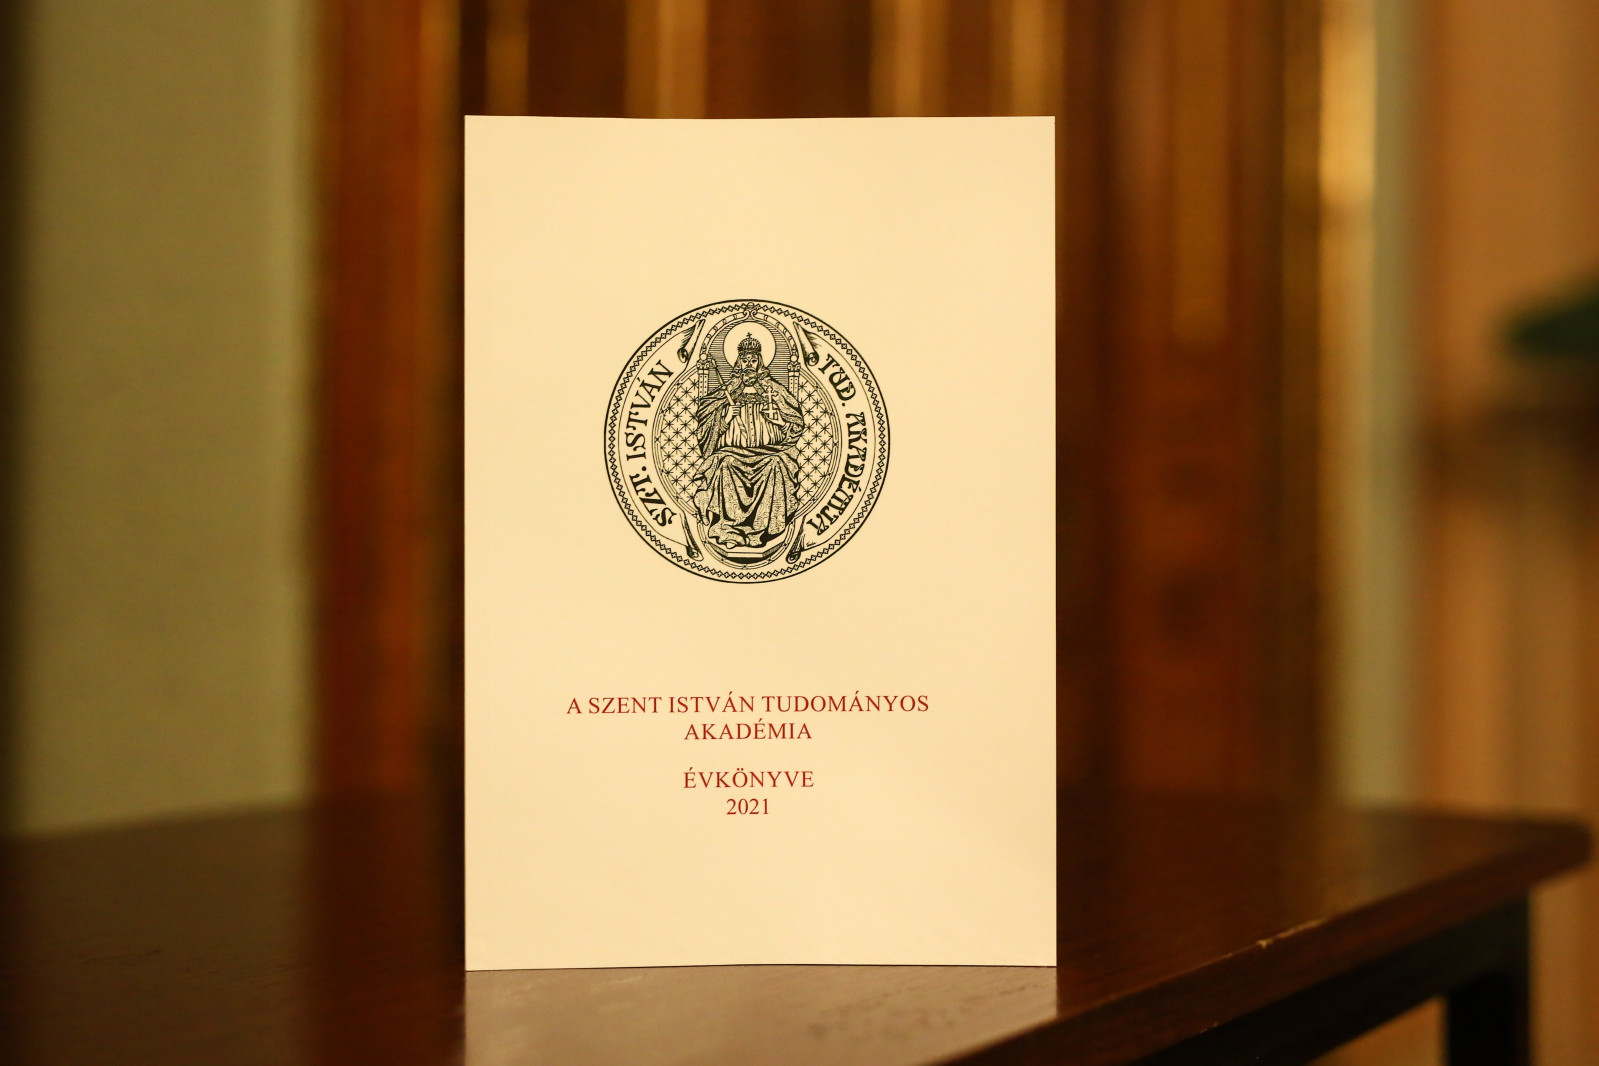 SZT. ISTVÁN TUD. AKADÉMIA
A SZENT ISTVÁN TUDOMÁNYOS
AKADÉMIA
ÉVKÖNYVE
2021